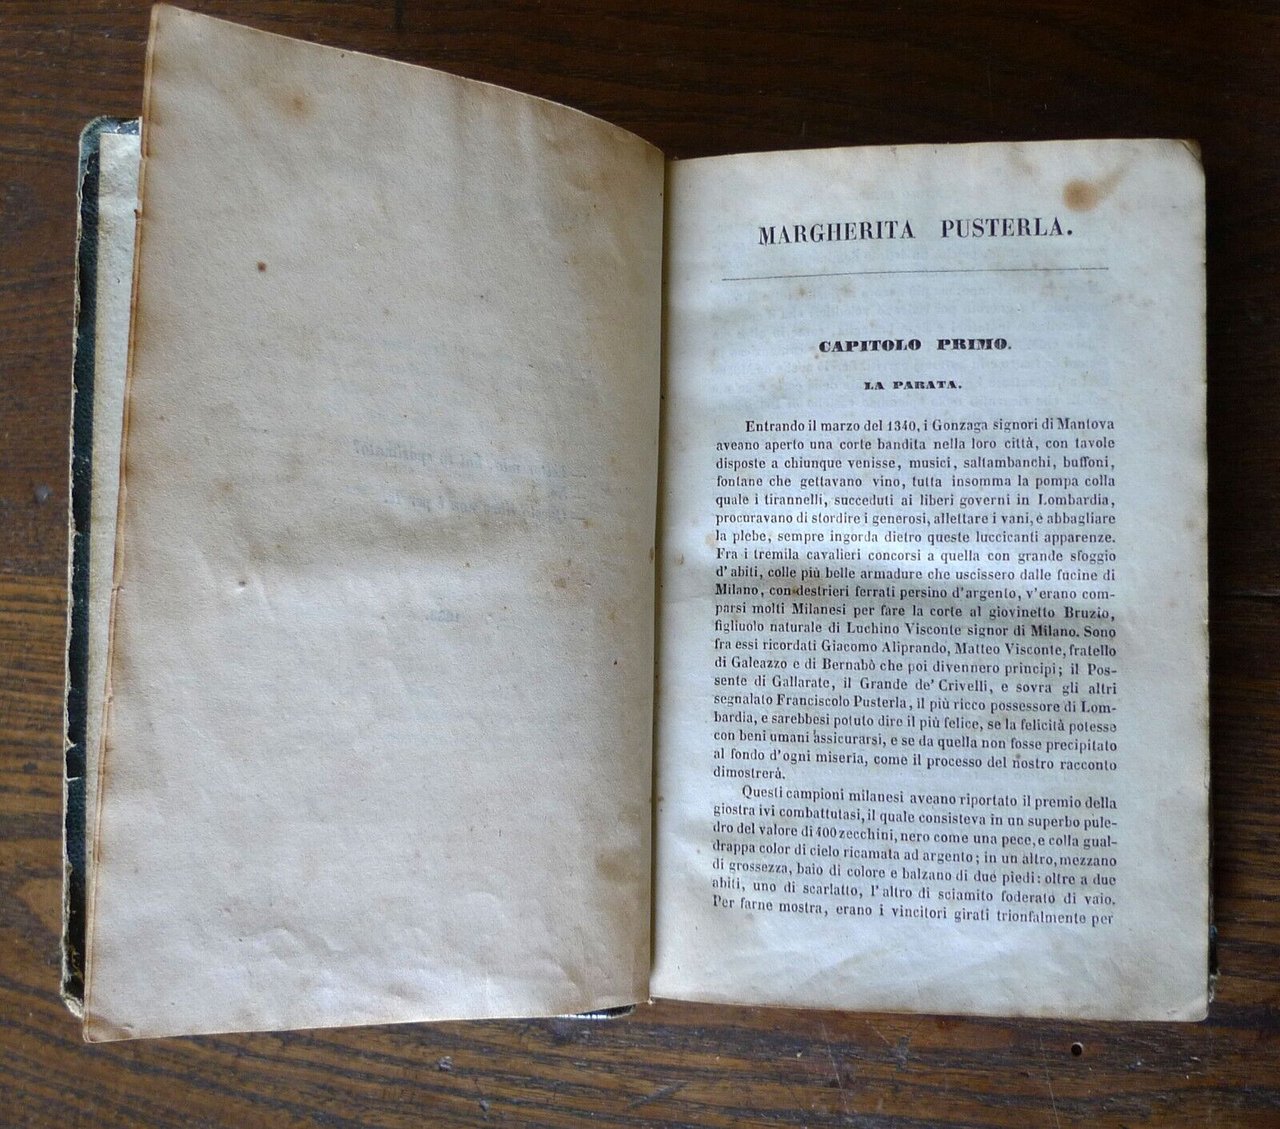 MARGHERITA PUSTERLA.
CAPITOLO PRIMO.
LA PARATA.
Entrando il marzo del 1340, i Gonzaga signori di Mantova
aveano aperto una corte bandita nella loro città, con tavole
disposte a chiunque venisse, musici, saltambanchi, buffoni,
fontane che gettavano vino, tutta insomma la pompa colla
quale i tirannelli, succeduti ai liberi governi in Lombardia,
procuravano di stordire i generosi, allettare i vani, e abbagliare
la plebe, sempre ingorda dietro queste luccicanti apparenze.
Fra i tremila cavalieri concorsi a quella con grande sfoggio
d'abiti, colle più belle armadure che uscissero dalle fucine di
Milano, con destrieri ferrati persino d'argento, v'erano com-
parsi molti Milanesi per fare la corte al giovinetto Bruzio,
figliuolo naturale di Luchino Visconte signor di Milano. Sono
fra essi ricordati Giacomo Aliprando, Matteo Visconte, fratello
di Galeazzo e di Bernabò che poi divennero principi; il Pos-
sente di Gallarate, il Grande de' Crivelli, e sovra gli altri
segnalato Franciscolo Pusterla, il più ricco possessore di Lom-
bardia, e sarebbesi potuto dire il più felice, se la felicità potesse
con beni umani assicurarsi, e se da quella non fosse precipitato
al fondo d'ogni miseria, come il processo del nostro racconto
dimostrerà.
Questi campioni milanesi aveano riportato il premio della
giostra ivi combattutasi, il quale consisteva in un superbo pule-
dro del valore di 400 zecchini, nero come una pece, e colla gual-
drappa color di cielo ricamata ad argento; in un altro, mezzano
di grossezza, baio di colore e balzano di due piedi: oltre a due
abiti, uno di scarlatto, l'altro di sciamito foderato di vaio.
Per farne mostra, erano i vincitori girati trionfalmente per